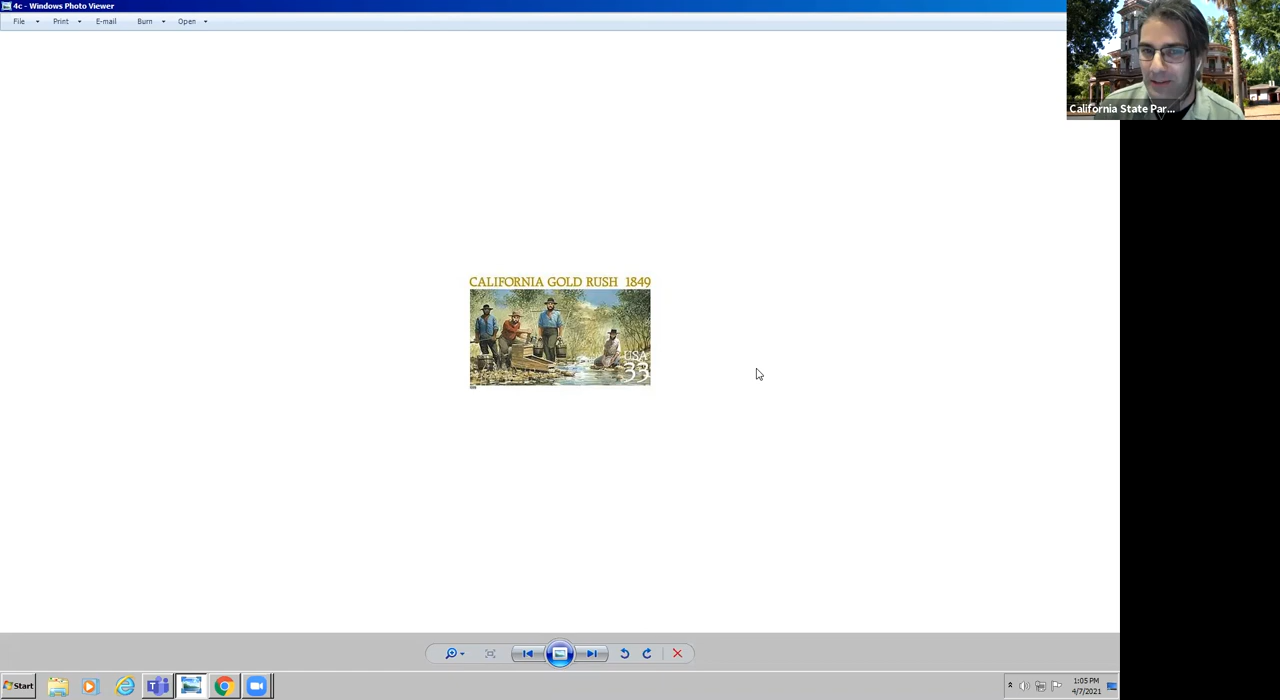 4c - Windows Photo Viewer
File Print E-mail Burn Open
California State Par...
CALIFORNIA GOLD RUSH 1849
USA
33
Start
1:05 PM
4/7/2021